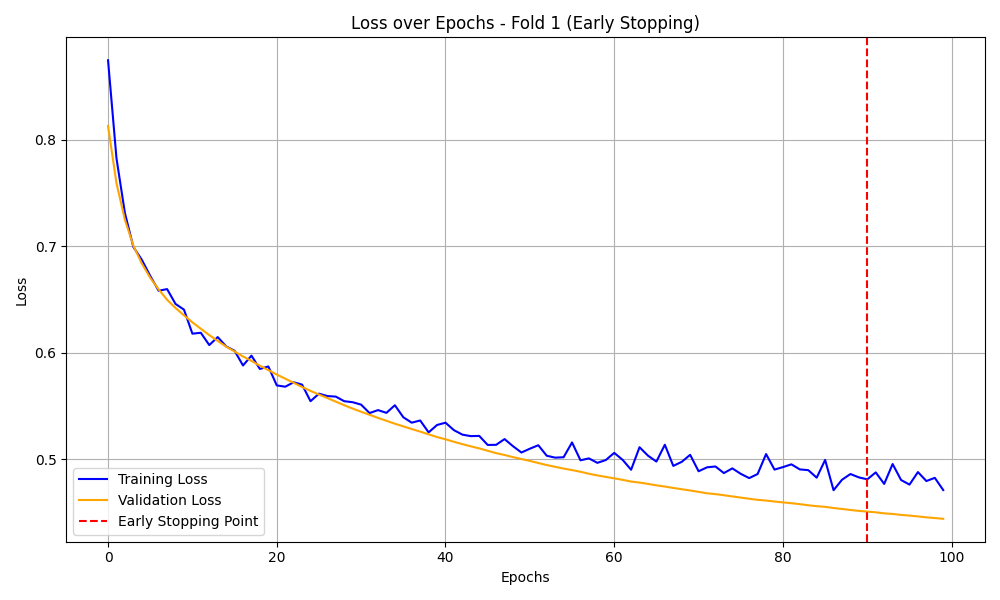 Loss over Epochs - Fold 1 (Early Stopping)
Loss
0.8
0.7
0.6
0.5
Training Loss
Validation Loss
Early Stopping Point
0 20 40 60 80 100
Epochs